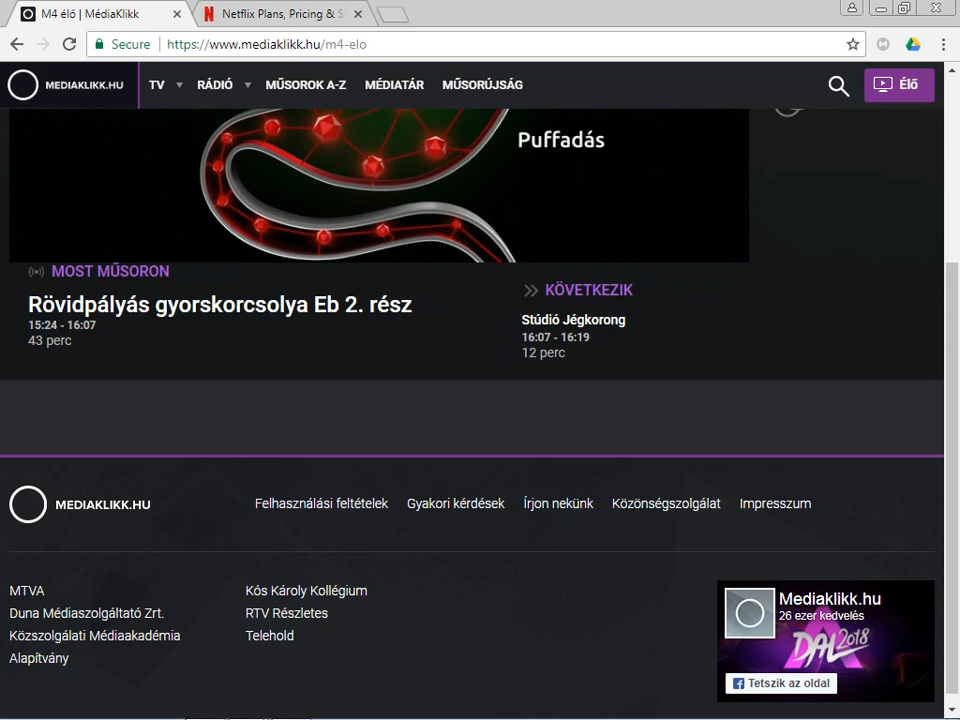 M4 élő | MédiaKlikk
Netflix Plans, Pricing & S
Secure
https://www.mediaklikk.hu/m4-elo
MEDIAKLIKK.HU
TV
RÁDIÓ
MŰSOROK A-Z
MÉDIATÁR
MŰSORÚJSÁG
Élő
Puffadás
MOST MŰSORON
Rövidpályás gyorskorcsolya Eb 2. rész
15:24 - 16:07
43 perc
KÖVETKEZIK
Stúdió Jégkorong
16:07 - 16:19
12 perc
MEDIAKLIKK.HU
Felhasználási feltételek
Gyakori kérdések
Írjon nekünk
Közönségszolgálat
Impresszum
MTVA
Duna Médiaszolgáltató Zrt.
Közszolgálati Médiaakadémia
Alapítvány
Kós Károly Kollégium
RTV Részletes
Telehold
Mediaklikk.hu
26 ezer kedvelés
DAL 2018
Tetszik az oldal